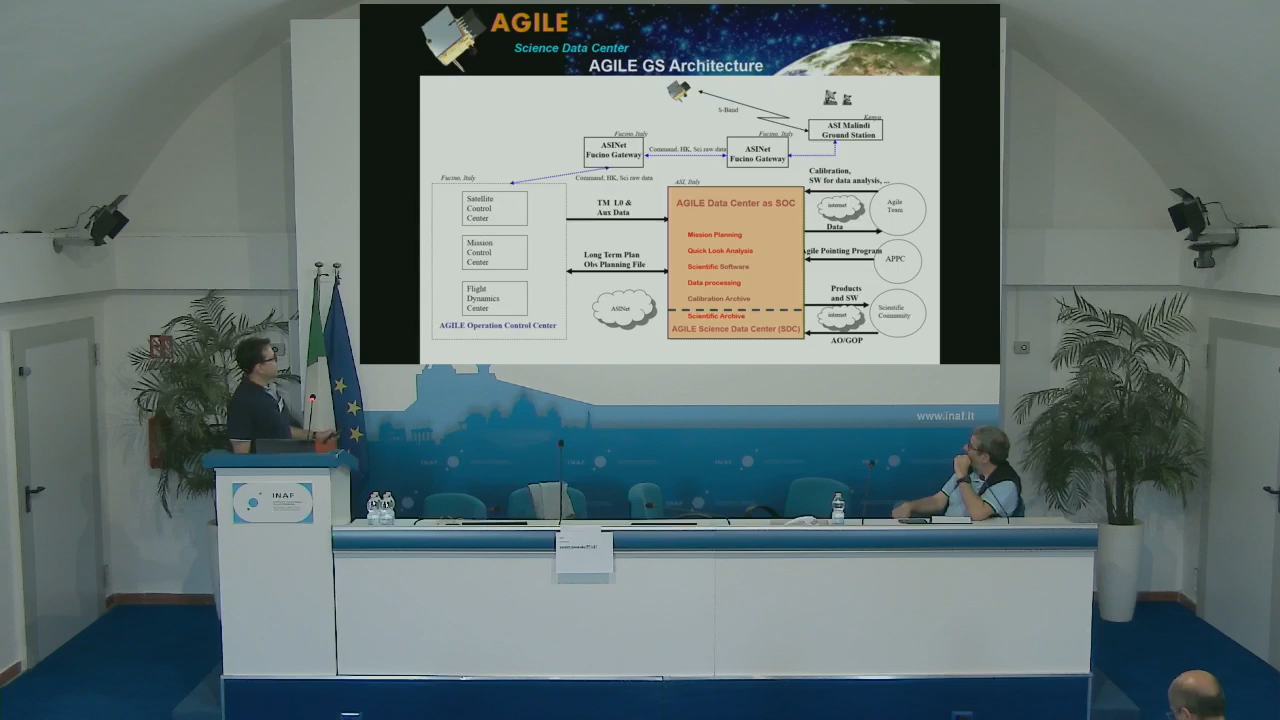 AGILE
Science Data Center
AGILE GS Architecture
S-Band
Kenya
ASI Malindi
Ground Station
Fucino, Italy
ASINet
Fucino Gateway
Command, HK, Sci raw data
Fucino, Italy
ASINet
Fucino Gateway
Command, HK, Sci raw data
Fucino, Italy
Satellite
Control
Center
Mission
Control
Center
Flight
Dynamics
Center
AGILE Operation Control Center
TM L0 &
Aux Data
Long Term Plan
Obs Planning File
ASINet
ASI, Italy
AGILE Data Center as SOC
Mission Planning
Quick Look Analysis
Scientific Software
Data processing
Calibration Archive
Scientific Archive
AGILE Science Data Center (SDC)
Calibration,
SW for data analysis, ...
internet
Data
Agile
Team
Agile Pointing Program
APPC
Products
and SW
internet
AO/GOP
Scientific
Community
www.inaf.it
INAF
INAF
INAF
INAF
INAF